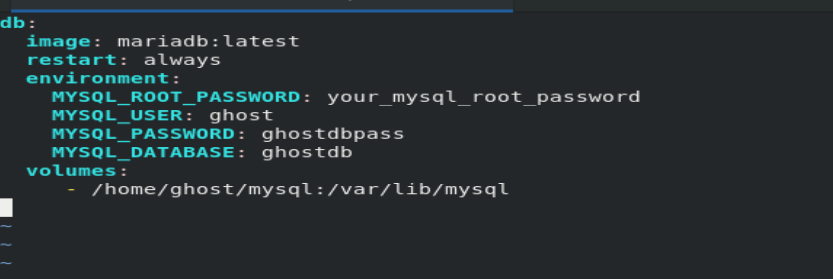 db:
  image: mariadb:latest
  restart: always
  environment:
    MYSQL_ROOT_PASSWORD: your_mysql_root_password
    MYSQL_USER: ghost
    MYSQL_PASSWORD: ghostdbpass
    MYSQL_DATABASE: ghostdb
  volumes:
     - /home/ghost/mysql:/var/lib/mysql
~
~
~